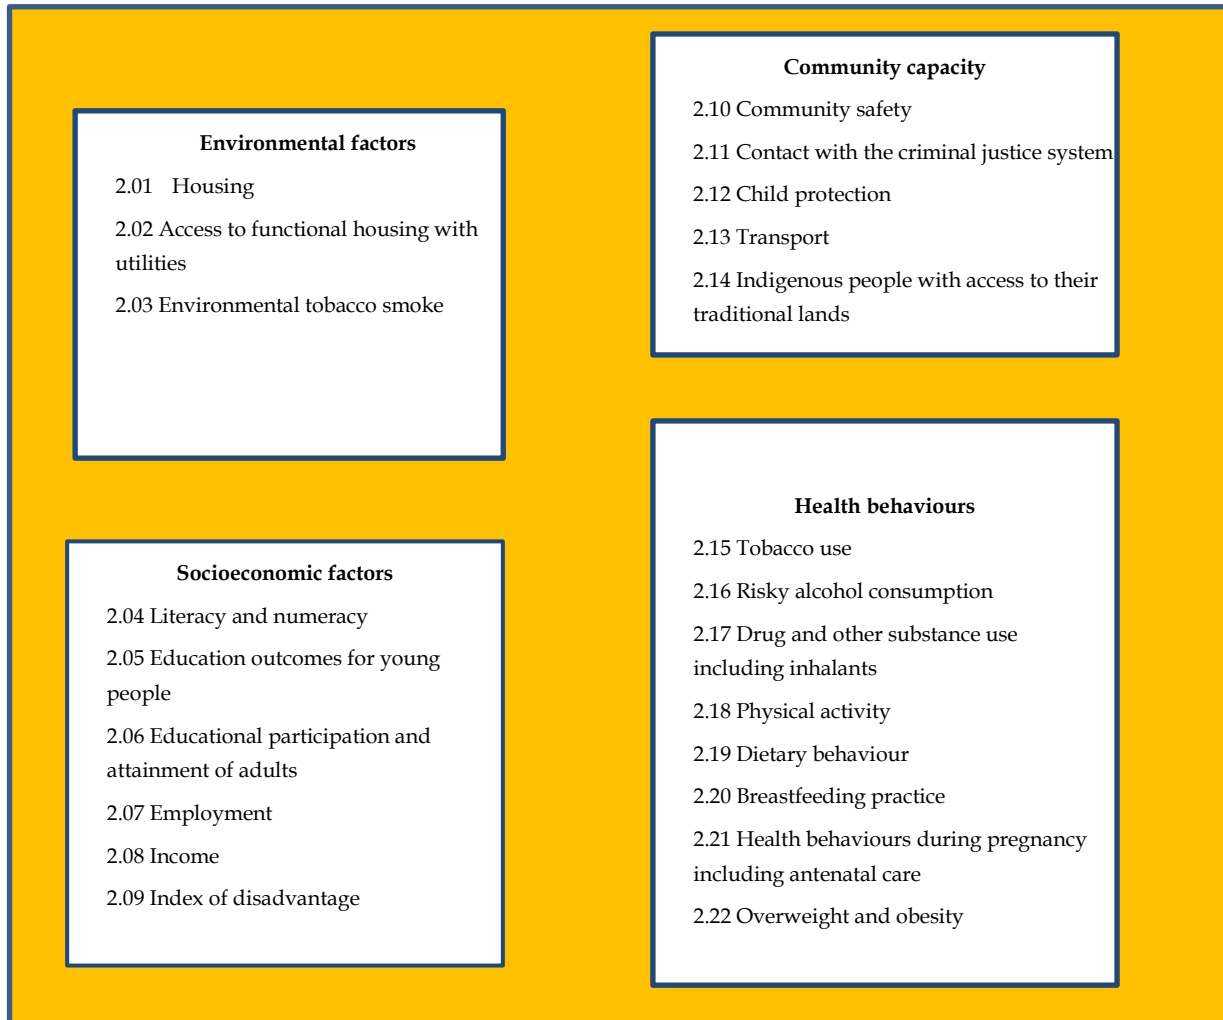 Environmental factors
2.01 Housing
2.02 Access to functional housing with
utilities
2.03 Environmental tobacco smoke
Socioeconomic factors
2.04 Literacy and numeracy
2.05 Education outcomes for young
people
2.06 Educational participation and
attainment of adults
2.07 Employment
2.08 Income
2.09 Index of disadvantage
Community capacity
2.10 Community safety
2.11 Contact with the criminal justice system
2.12 Child protection
2.13 Transport
2.14 Indigenous people with access to their
traditional lands
Health behaviours
2.15 Tobacco use
2.16 Risky alcohol consumption
2.17 Drug and other substance use
including inhalants
2.18 Physical activity
2.19 Dietary behaviour
2.20 Breastfeeding practice
2.21 Health behaviours during pregnancy
including antenatal care
2.22 Overweight and obesity